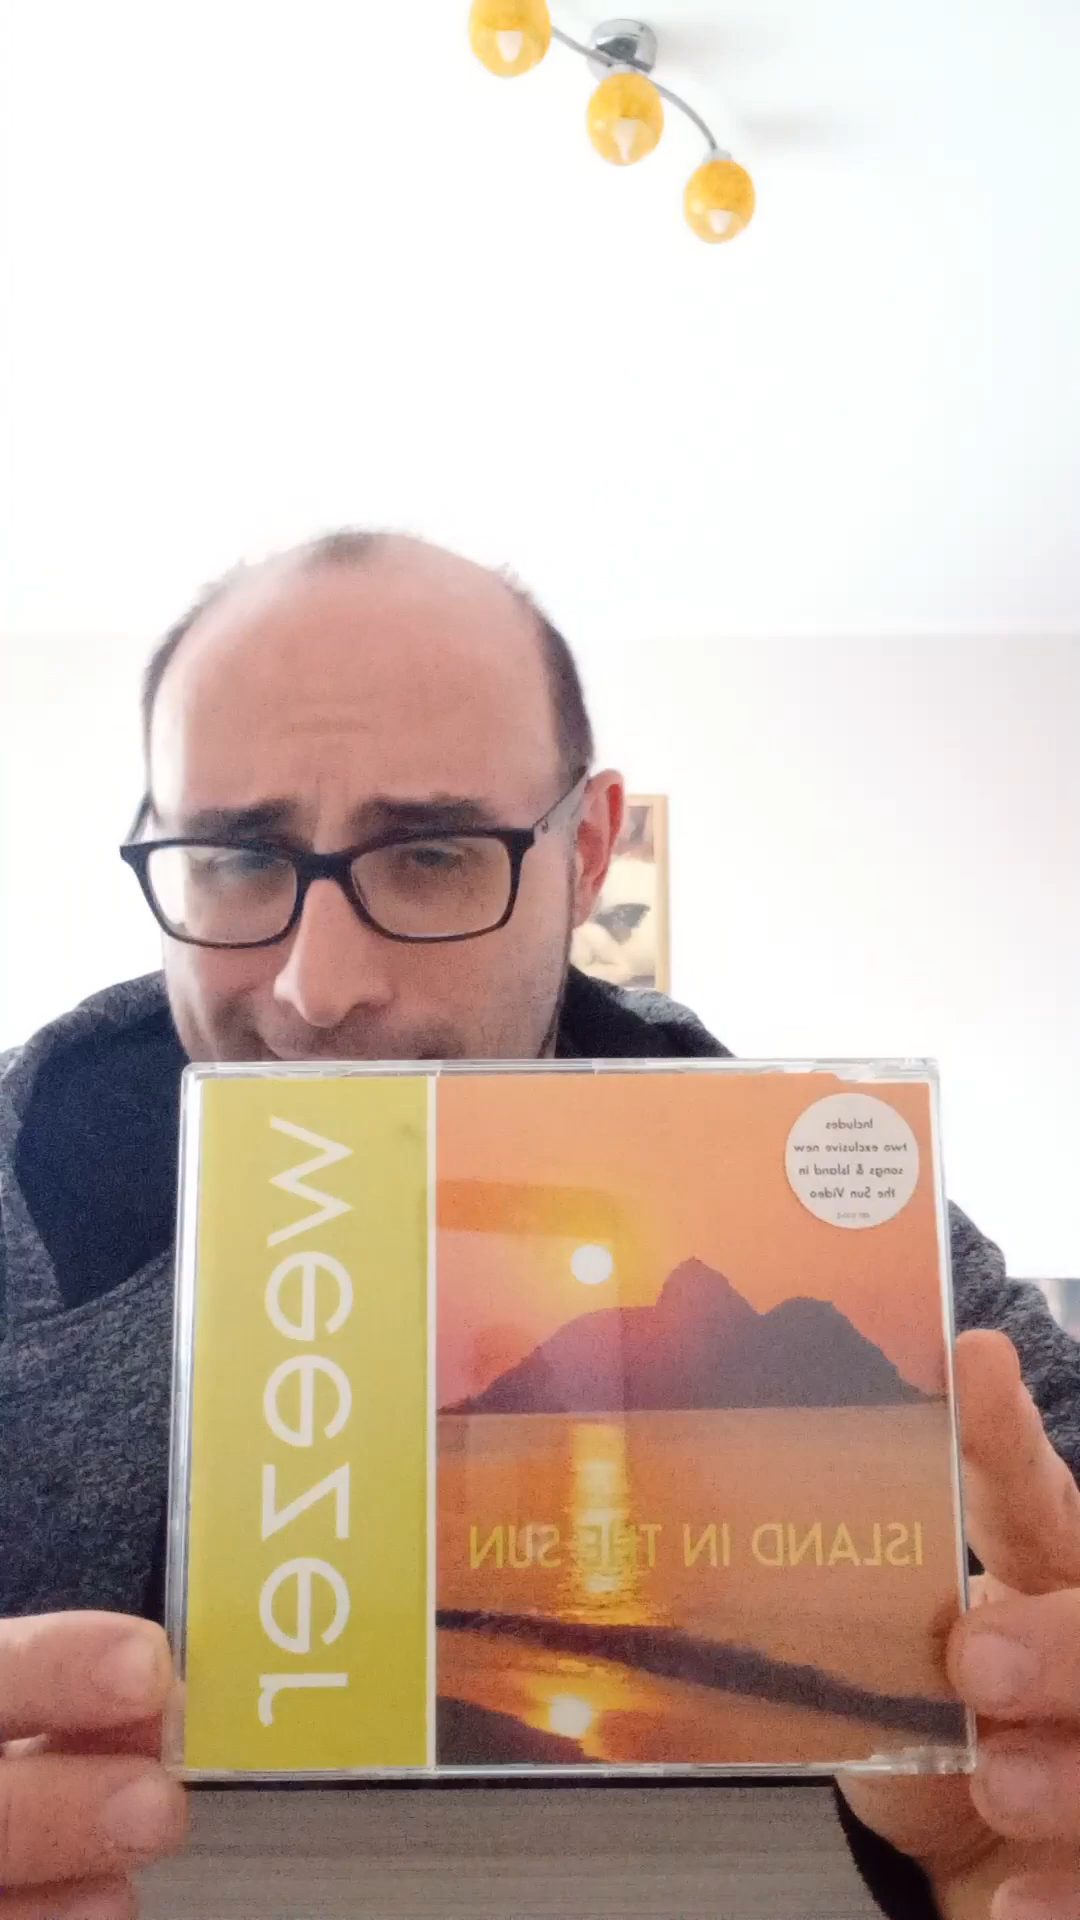 weezer
Includes
two exclusive new
songs & Island in
the Sun Video
ISLAND IN THE SUN